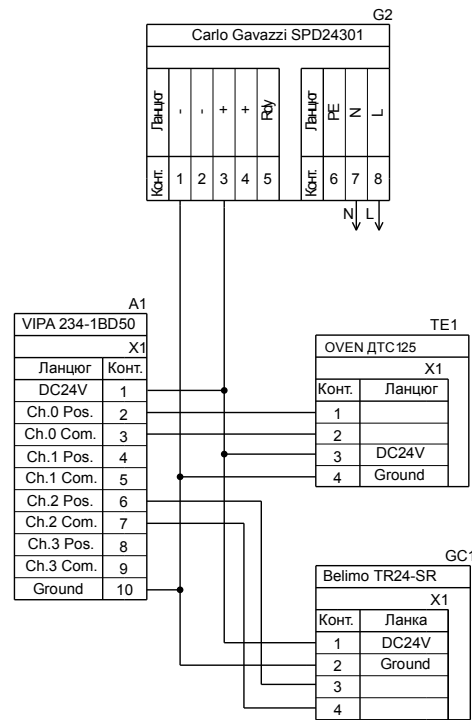 G2
Carlo Gavazzi SPD24301
Ланцюг - - + + Rdy Ланцюг PE N L
Конт. 1 2 3 4 5 Конт. 6 7 8
N L
A1
VIPA 234-1BD50
X1
Ланцюг Конт.
DC24V 1
Ch.0 Pos. 2
Ch.0 Com. 3
Ch.1 Pos. 4
Ch.1 Com. 5
Ch.2 Pos. 6
Ch.2 Com. 7
Ch.3 Pos. 8
Ch.3 Com. 9
Ground 10
TE1
OVEN ДТС125
X1
Конт. Ланцюг
1
2
3 DC24V
4 Ground
GC1
Belimo TR24-SR
X1
Конт. Ланка
1 DC24V
2 Ground
3
4